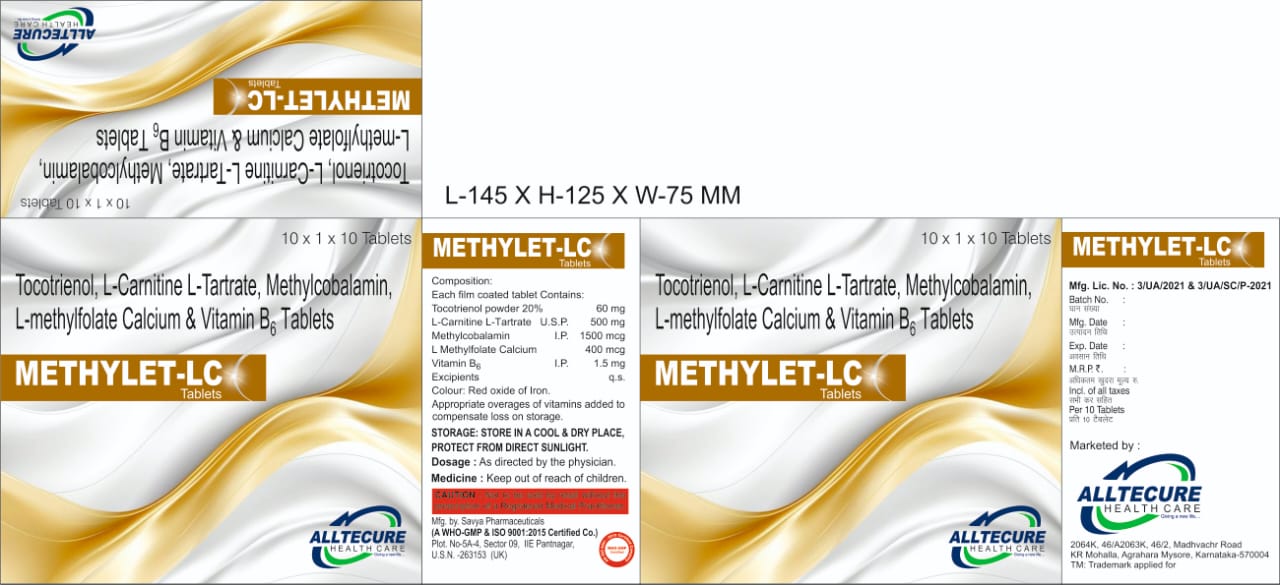 ALLTECURE
HEALTH CARE
METHYLET-LC
Tablets
Tocotrienol, L-Carnitine L-Tartrate, Methylcobalamin,
L-methylfolate Calcium & Vitamin B6 Tablets
10 x 1 x 10 Tablets
L-145 X H-125 X W-75 MM
10 x 1 x 10 Tablets
Tocotrienol, L-Carnitine L-Tartrate, Methylcobalamin,
L-methylfolate Calcium & Vitamin B6 Tablets
METHYLET-LC
Tablets
ALLTECURE
HEALTH CARE
Giving a new life...
METHYLET-LC
Tablets
Composition:
Each film coated tablet Contains:
Tocotrienol powder 20% 60 mg
L-Carnitine L-Tartrate U.S.P. 500 mg
Methylcobalamin I.P. 1500 mcg
L Methylfolate Calcium 400 mcg
Vitamin B6 I.P. 1.5 mg
Excipients q.s.
Colour: Red oxide of Iron.
Appropriate overages of vitamins added to
compensate loss on storage.
STORAGE: STORE IN A COOL & DRY PLACE,
PROTECT FROM DIRECT SUNLIGHT.
Dosage : As directed by the physician.
Medicine : Keep out of reach of children.
CAUTION
Mfg. by. Savya Pharmaceuticals
(A WHO-GMP & ISO 9001:2015 Certified Co.)
Plot. No-5A-4, Sector 09, IIE Pantnagar,
U.S.N. -263153 (UK)
10 x 1 x 10 Tablets
Tocotrienol, L-Carnitine L-Tartrate, Methylcobalamin,
L-methylfolate Calcium & Vitamin B6 Tablets
METHYLET-LC
Tablets
ALLTECURE
HEALTH CARE
Giving a new life...
METHYLET-LC
Tablets
Mfg. Lic. No. : 3/UA/2021 & 3/UA/SC/P-2021
Batch No. :
घान संख्या
Mfg. Date :
उत्पादन तिथि
Exp. Date :
अवसान तिथि
M.R.P. ₹. :
अधिकतम खुदरा मूल्य रु.
Incl. of all taxes
सभी कर सहित
Per 10 Tablets
प्रति 10 टैबलेट
Marketed by :
ALLTECURE
HEALTH CARE
Giving a new life...
2064K, 46/A2063K, 46/2, Madhvachr Road
KR Mohalla, Agrahara Mysore, Karnataka-570004
TM: Trademark applied for